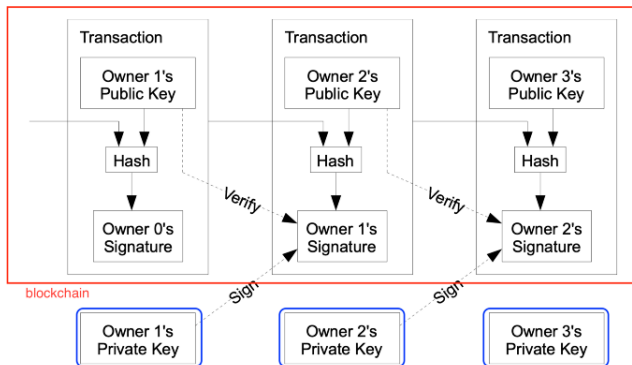 Transaction
Transaction
Transaction
Owner 1's
Public Key
Owner 2's
Public Key
Owner 3's
Public Key
Hash
Hash
Hash
Verify
Verify
Owner 0's
Signature
Owner 1's
Signature
Owner 2's
Signature
blockchain
Sign
Sign
Owner 1's
Private Key
Owner 2's
Private Key
Owner 3's
Private Key